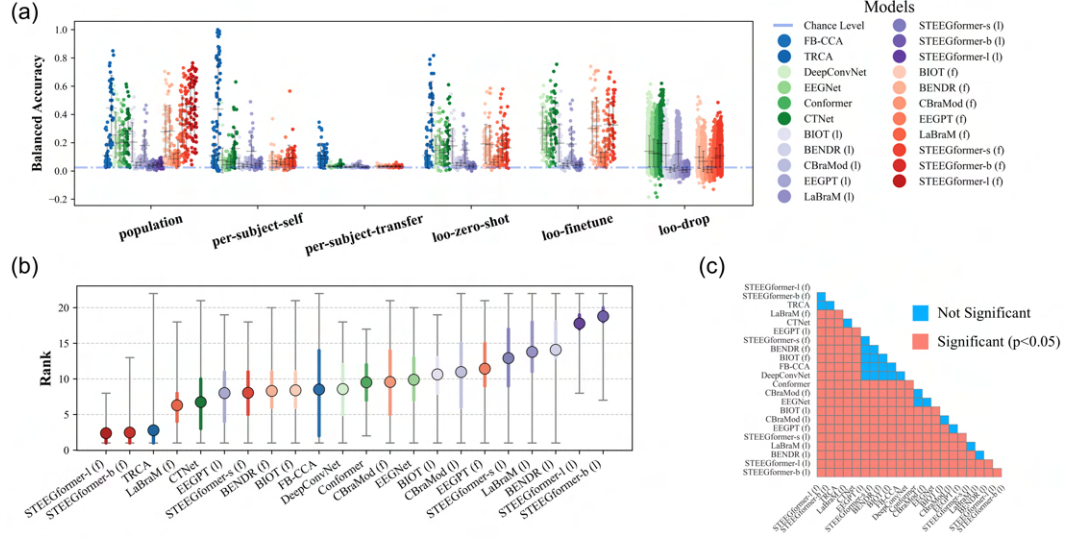 (a)
Balanced Accuracy
1.0
0.8
0.6
0.4
0.2
0.0
−0.2
population
per-subject-self
per-subject-transfer
loo-zero-shot
loo-finetune
loo-drop
Models
Chance Level
FB-CCA
TRCA
DeepConvNet
EEGNet
Conformer
CTNet
BIOT (l)
BENDR (l)
CBraMod (l)
EEGPT (l)
LaBraM (l)
STEEGformer-s (l)
STEEGformer-b (l)
STEEGformer-l (l)
BIOT (f)
BENDR (f)
CBraMod (f)
EEGPT (f)
LaBraM (f)
STEEGformer-s (f)
STEEGformer-b (f)
STEEGformer-l (f)
(b)
Rank
20
15
10
5
0
STEEGformer-l (f)
STEEGformer-b (f)
TRCA
LaBraM (f)
CTNet
EEGPT (l)
STEEGformer-s (f)
BENDR (f)
BIOT (f)
FB-CCA
DeepConvNet
Conformer
CBraMod (f)
EEGNet
BIOT (l)
CBraMod (l)
EEGPT (f)
STEEGformer-s (l)
LaBraM (l)
BENDR (l)
STEEGformer-l (l)
STEEGformer-b (l)
(c)
STEEGformer-l (f)
STEEGformer-b (f)
TRCA
LaBraM (f)
CTNet
EEGPT (l)
STEEGformer-s (f)
BENDR (f)
BIOT (f)
FB-CCA
DeepConvNet
Conformer
CBraMod (f)
EEGNet
BIOT (l)
CBraMod (l)
EEGPT (f)
STEEGformer-s (l)
LaBraM (l)
BENDR (l)
STEEGformer-l (l)
STEEGformer-b (l)
Not Significant
Significant (p<0.05)